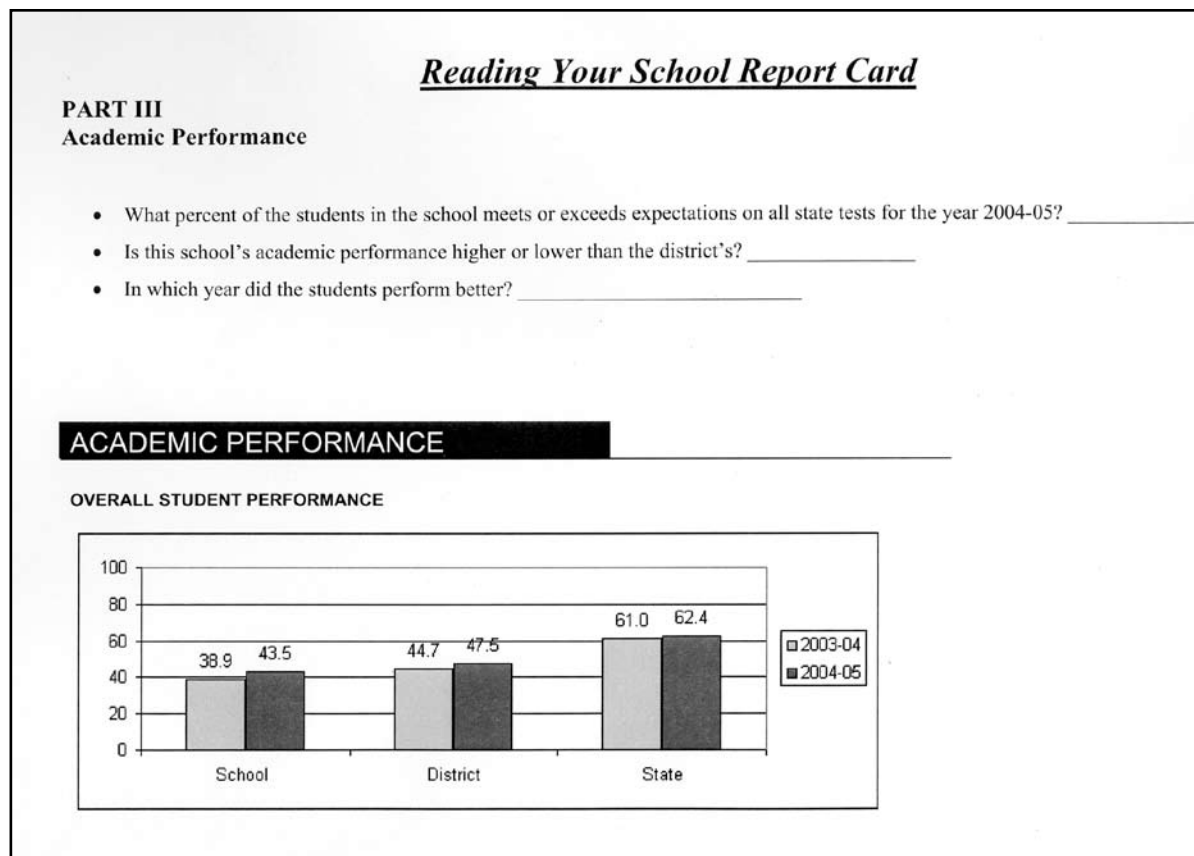 Reading Your School Report Card
PART III
Academic Performance
• What percent of the students in the school meets or exceeds expectations on all state tests for the year 2004-05? ____________
• Is this school's academic performance higher or lower than the district's? ________________
• In which year did the students perform better? ___________________________
ACADEMIC PERFORMANCE
OVERALL STUDENT PERFORMANCE
100
80
60
40
20
0
38.9 43.5
44.7 47.5
61.0 62.4
School District State
2003-04
2004-05